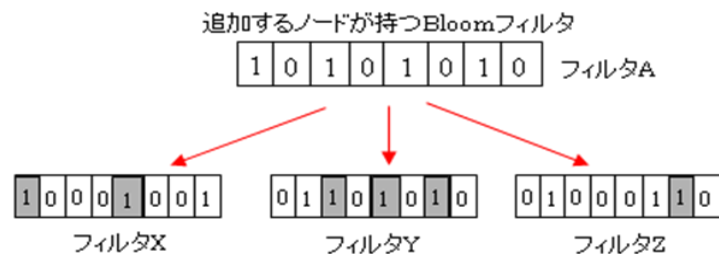 追加するノードが持つBloomフィルタ
1 0 1 0 1 0 1 0 フィルタA
1 0 0 0 1 0 0 1 0 1 1 0 1 0 1 0 0 1 0 0 0 1 1 0
フィルタX フィルタY フィルタZ